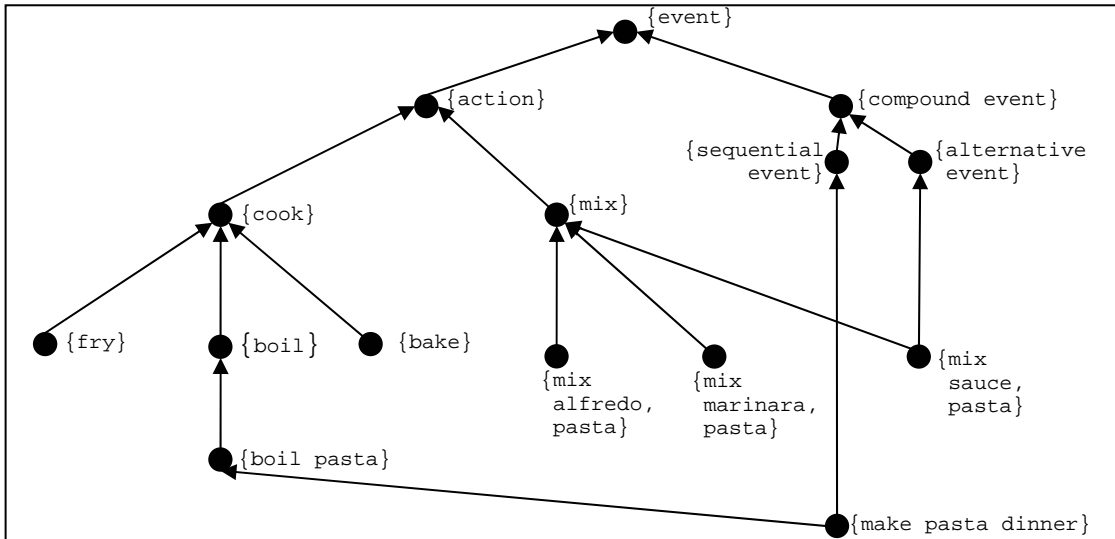 {event}
{action}
{compound event}
{sequential
event}
{alternative
event}
{cook}
{mix}
{fry}
{boil}
{bake}
{mix
alfredo,
pasta}
{mix
marinara,
pasta}
{mix
sauce,
pasta}
{boil pasta}
{make pasta dinner}